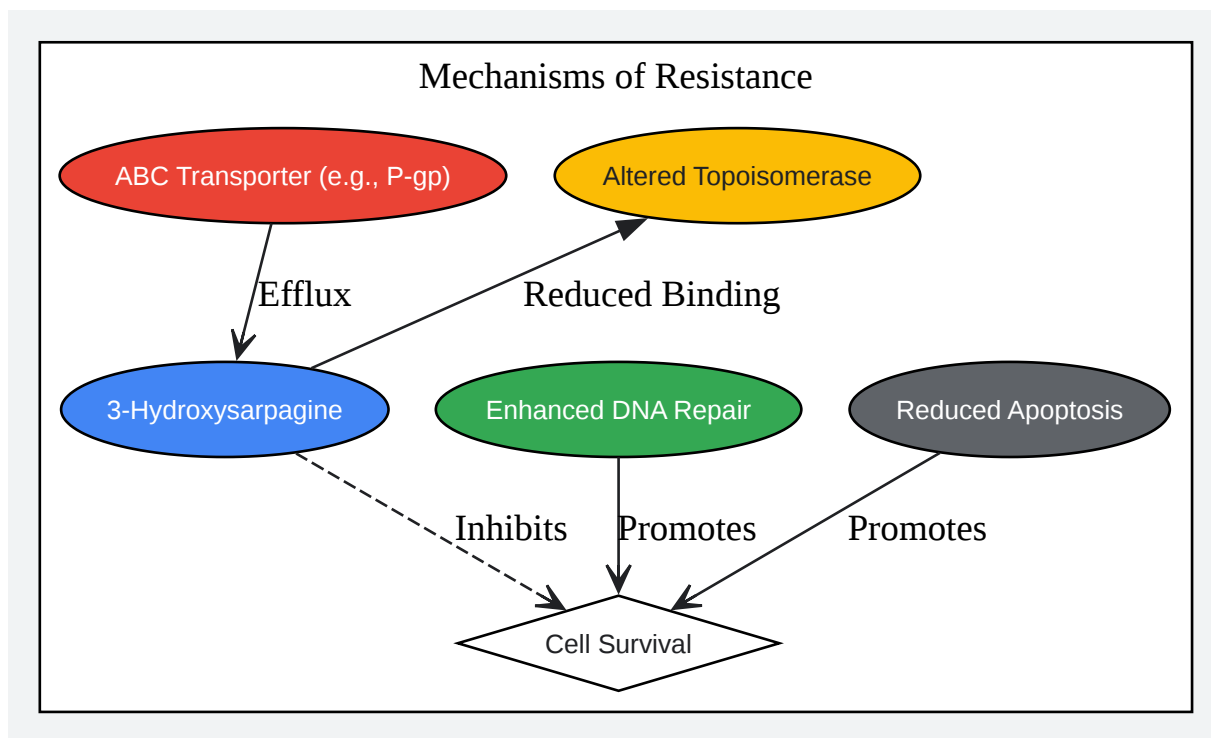 Mechanisms of Resistance
ABC Transporter (e.g., P-gp)
Altered Topoisomerase
Efflux
Reduced Binding
3-Hydroxysarpagine
Enhanced DNA Repair
Reduced Apoptosis
Inhibits
Promotes
Promotes
Cell Survival